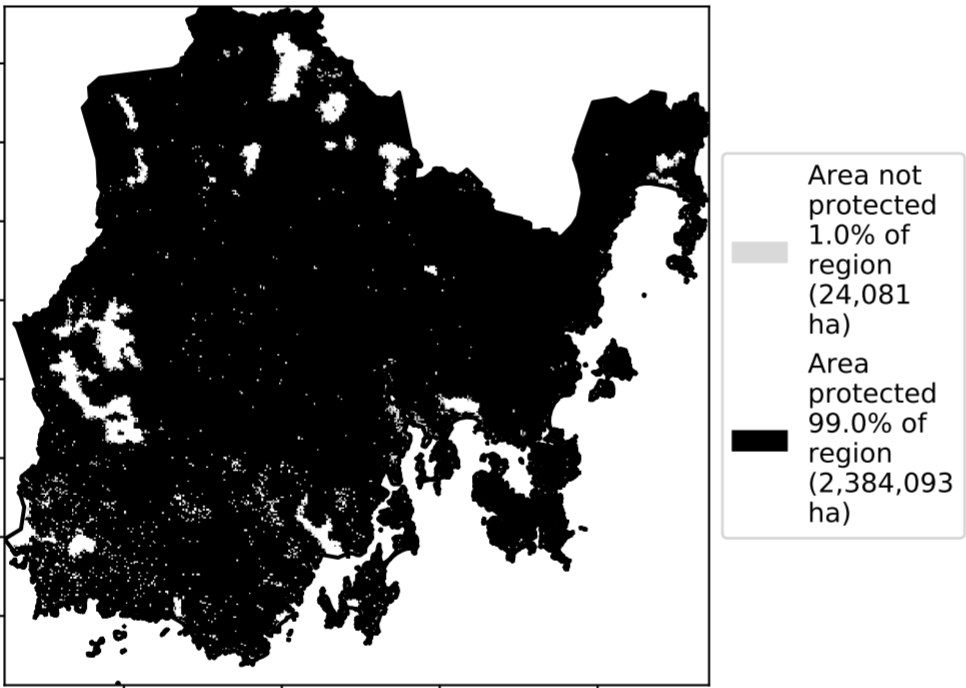 Area not
protected
1.0% of
region
(24,081
ha)
Area
protected
99.0% of
region
(2,384,093
ha)